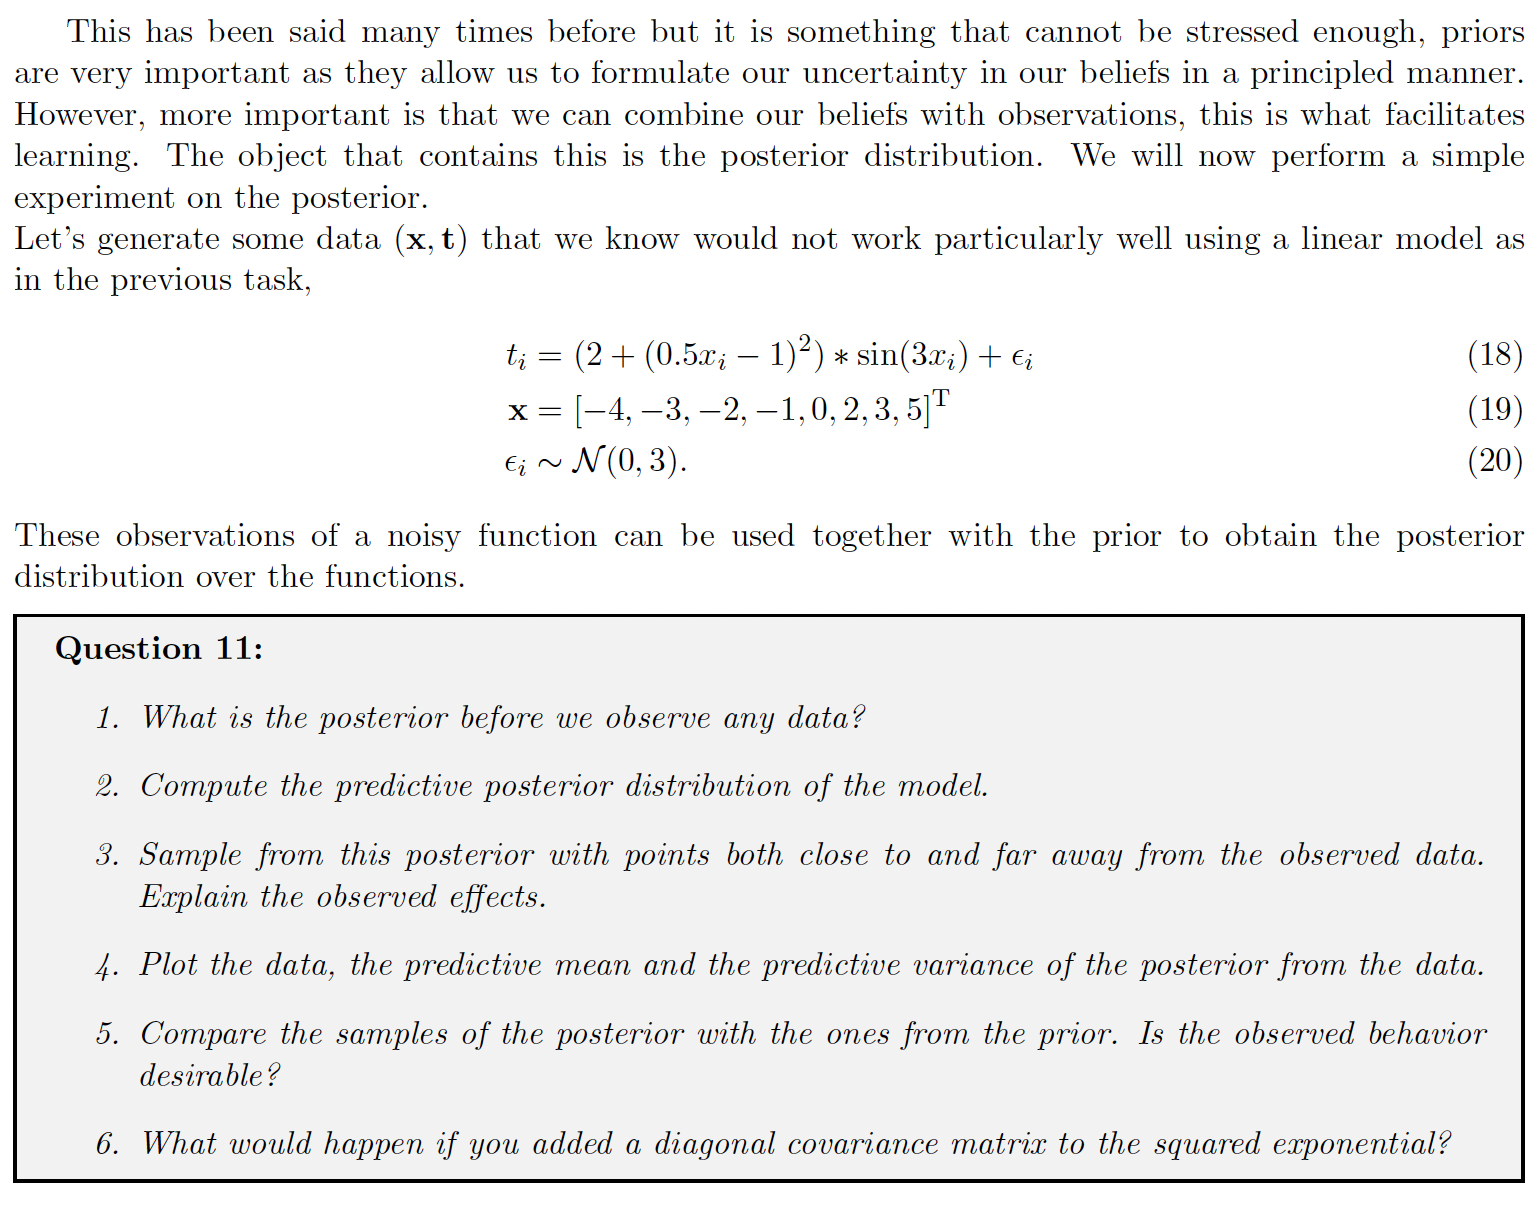 This has been said many times before but it is something that cannot be stressed enough, priors
are very important as they allow us to formulate our uncertainty in our beliefs in a principled manner.
However, more important is that we can combine our beliefs with observations, this is what facilitates
learning. The object that contains this is the posterior distribution. We will now perform a simple
experiment on the posterior.
Let's generate some data (x, t) that we know would not work particularly well using a linear model as
in the previous task,
tᵢ = (2 + (0.5xᵢ − 1)²) ∗ sin(3xᵢ) + ϵᵢ (18)
x = [−4, −3, −2, −1, 0, 2, 3, 5]ᵀ (19)
ϵᵢ ∼ 𝒩(0, 3). (20)
These observations of a noisy function can be used together with the prior to obtain the posterior
distribution over the functions.
Question 11:
1. What is the posterior before we observe any data?
2. Compute the predictive posterior distribution of the model.
3. Sample from this posterior with points both close to and far away from the observed data.
Explain the observed effects.
4. Plot the data, the predictive mean and the predictive variance of the posterior from the data.
5. Compare the samples of the posterior with the ones from the prior. Is the observed behavior
desirable?
6. What would happen if you added a diagonal covariance matrix to the squared exponential?